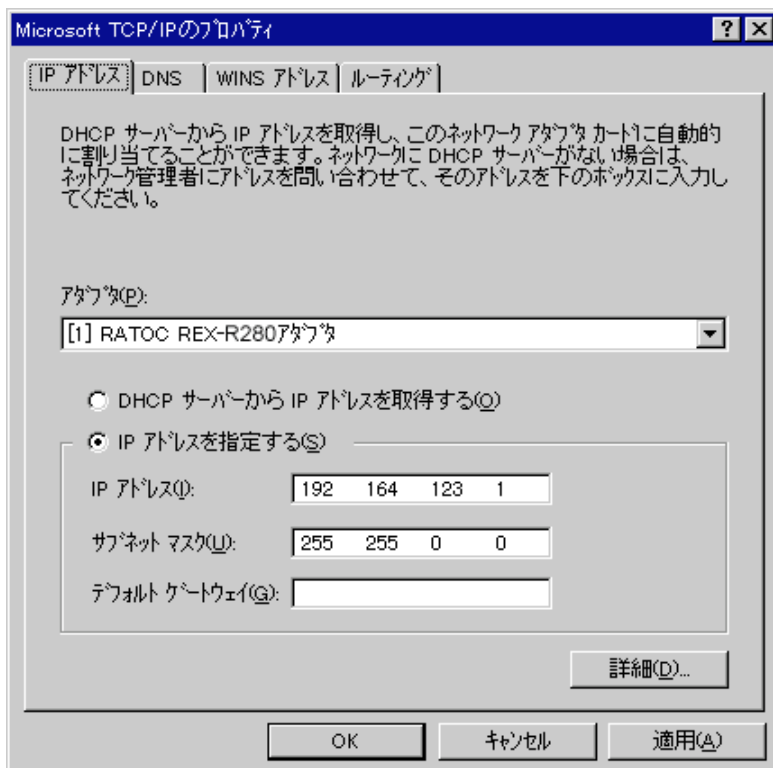 Microsoft TCP/IPのプロパティ
IP アドレス DNS WINS アドレス ルーティング
DHCP サーバーから IP アドレスを取得し、このネットワーク アダプタ カードに自動的
に割り当てることができます。ネットワークに DHCP サーバーがない場合は、
ネットワーク管理者にアドレスを問い合わせて、そのアドレスを下のボックスに入力し
てください。
アダプタ(P):
[1] RATOC REX-R280アダプタ
DHCP サーバーから IP アドレスを取得する(O)
IP アドレスを指定する(S)
IP アドレス(I): 192 164 123 1
サブネット マスク(U): 255 255 0 0
デフォルト ゲートウェイ(G):
詳細(D)...
OK キャンセル 適用(A)